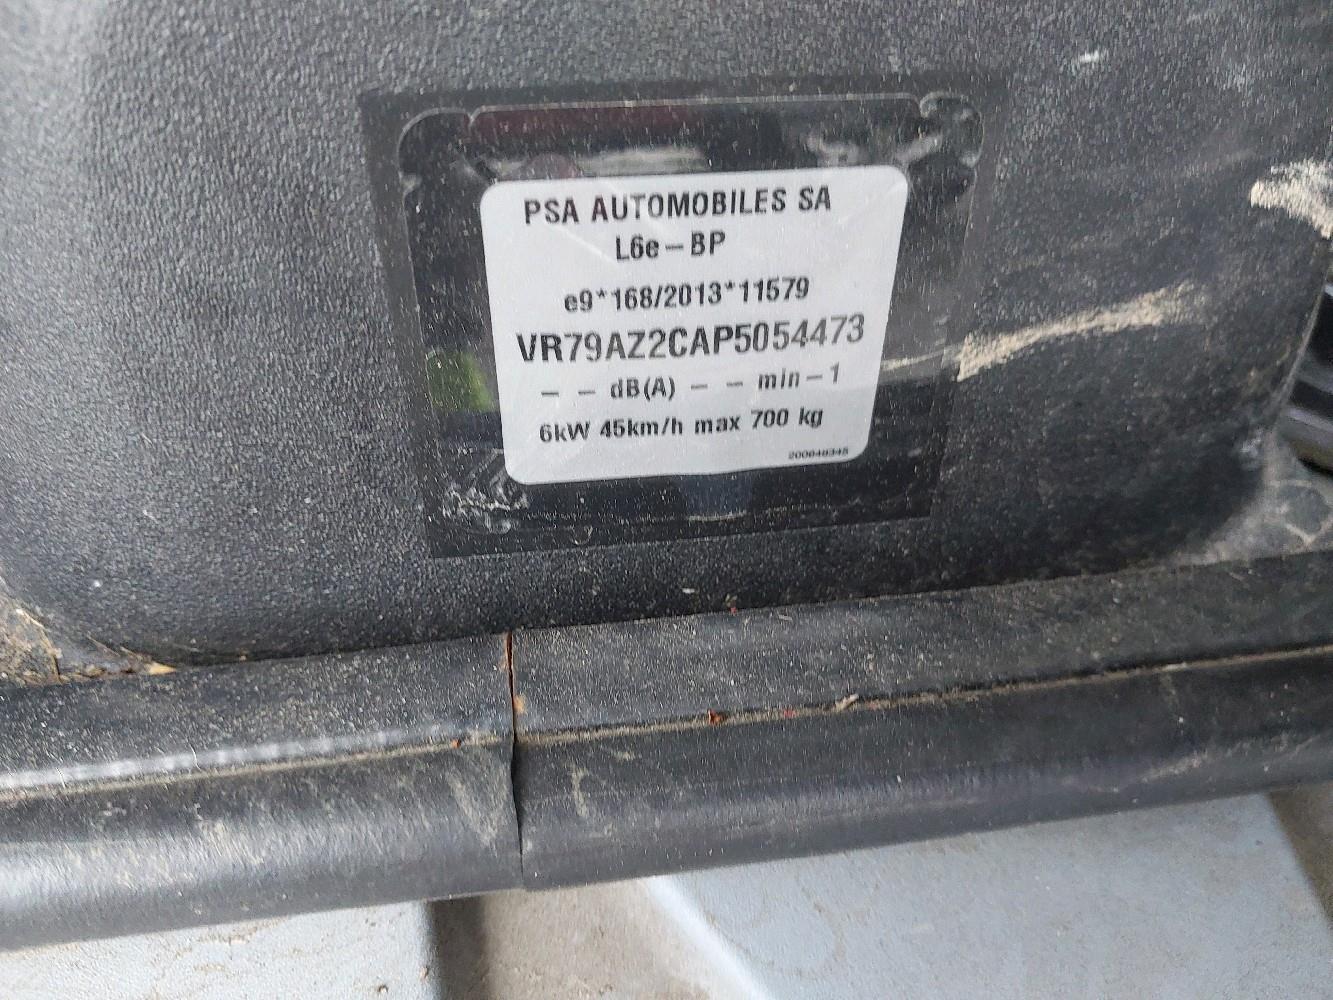 PSA AUTOMOBILES SA
L6e-BP
e9*168/2013*11579
VR79AZ2CAP5054473
- - dB(A) - - min-1
6kW 45km/h max 700 kg